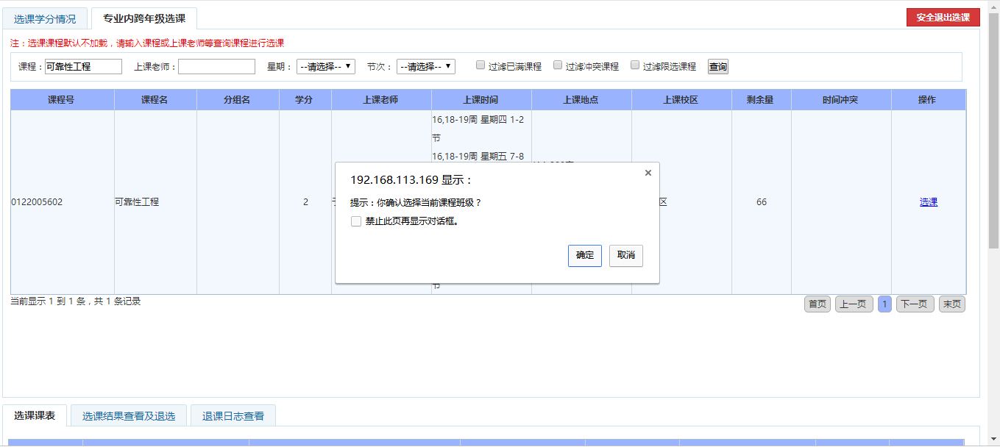 选课学分情况
专业内跨年级选课
安全退出选课
注：选课课程默认不加载，请输入课程或上课老师等查询课程进行选课
课程：可靠性工程 上课老师： 星期： --请选择-- 节次： --请选择-- 过滤已满课程 过滤冲突课程 过滤限选课程 查询
课程号 课程名 分组名 学分 上课老师 上课时间 上课地点 上课校区 剩余量 时间冲突 操作
16,18-19周 星期四 1-2
节
16,18-19周 星期五 7-8
192.168.113.169 显示：
提示：你确认选择当前课程班级？
禁止此页再显示对话框。
确定 取消
0122005602 可靠性工程 2 区 66 选课
节
当前显示 1 到 1 条，共 1 条记录
首页 上一页 1 下一页 末页
选课课表 选课结果查看及退选 退课日志查看